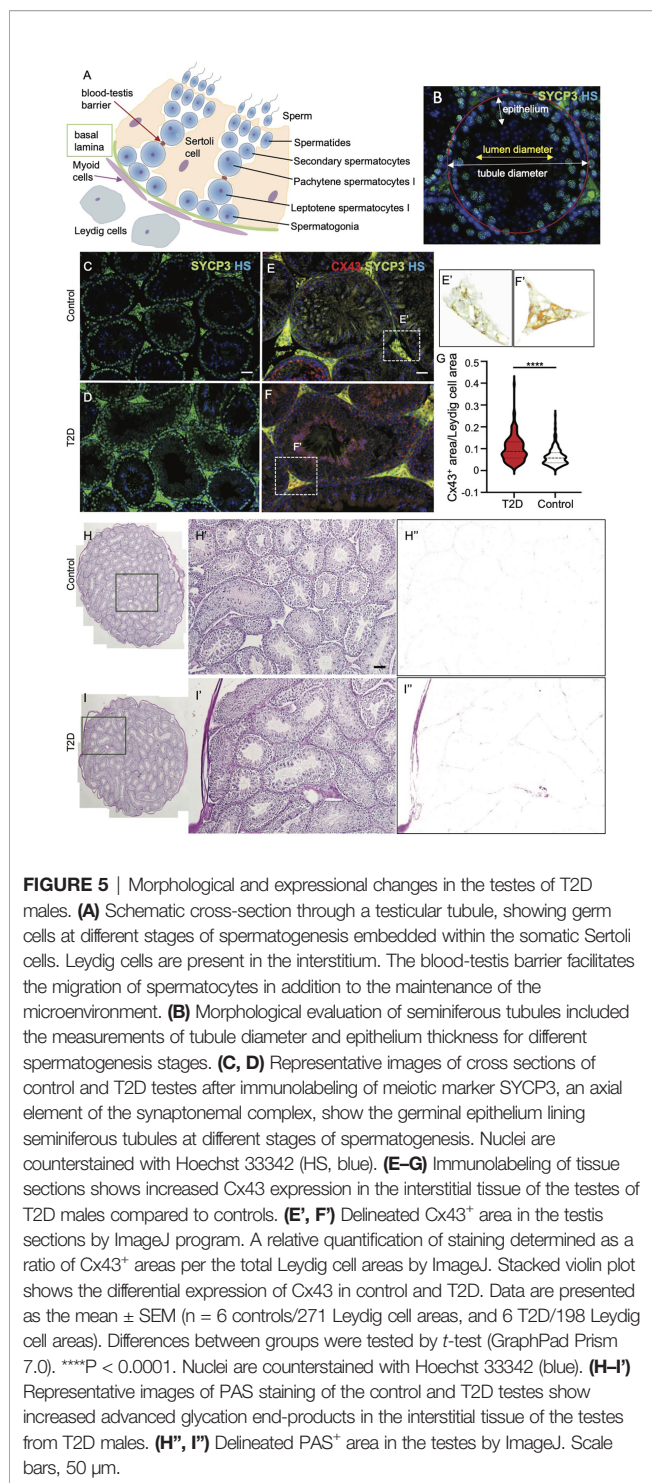 A
blood-testis
barrier
basal
lamina
Myoid
cells
Leydig cells
Sertoli
cell
Sperm
Spermatides
Secondary spermatocytes
Pachytene spermatocytes I
Leptotene spermatocytes I
Spermatogonia
B
SYCP3 HS
epithelium
lumen diameter
tubule diameter
Control
C
SYCP3 HS
E
CX43 SYCP3 HS
E'
E'
F'
T2D
D
F
F'
G
****
Cx43+ area/Leydig cell area
0.5
0.4
0.3
0.2
0.1
0
-0.1
T2D
Control
Control
H
H'
H"
T2D
I
I'
I"
FIGURE 5 | Morphological and expressional changes in the testes of T2D
males. (A) Schematic cross-section through a testicular tubule, showing germ
cells at different stages of spermatogenesis embedded within the somatic Sertoli
cells. Leydig cells are present in the interstitium. The blood-testis barrier facilitates
the migration of spermatocytes in addition to the maintenance of the
microenvironment. (B) Morphological evaluation of seminiferous tubules included
the measurements of tubule diameter and epithelium thickness for different
spermatogenesis stages. (C, D) Representative images of cross sections of
control and T2D testes after immunolabeling of meiotic marker SYCP3, an axial
element of the synaptonemal complex, show the germinal epithelium lining
seminiferous tubules at different stages of spermatogenesis. Nuclei are
counterstained with Hoechst 33342 (HS, blue). (E–G) Immunolabeling of tissue
sections shows increased Cx43 expression in the interstitial tissue of the testes of
T2D males compared to controls. (E', F') Delineated Cx43+ area in the testis
sections by ImageJ program. A relative quantification of staining determined as a
ratio of Cx43+ areas per the total Leydig cell areas by ImageJ. Stacked violin plot
shows the differential expression of Cx43 in control and T2D. Data are presented
as the mean ± SEM (n = 6 controls/271 Leydig cell areas, and 6 T2D/198 Leydig
cell areas). Differences between groups were tested by t-test (GraphPad Prism
7.0). ****P < 0.0001. Nuclei are counterstained with Hoechst 33342 (blue). (H–I')
Representative images of PAS staining of the control and T2D testes show
increased advanced glycation end-products in the interstitial tissue of the testes
from T2D males. (H", I") Delineated PAS+ area in the testes by ImageJ. Scale
bars, 50 µm.